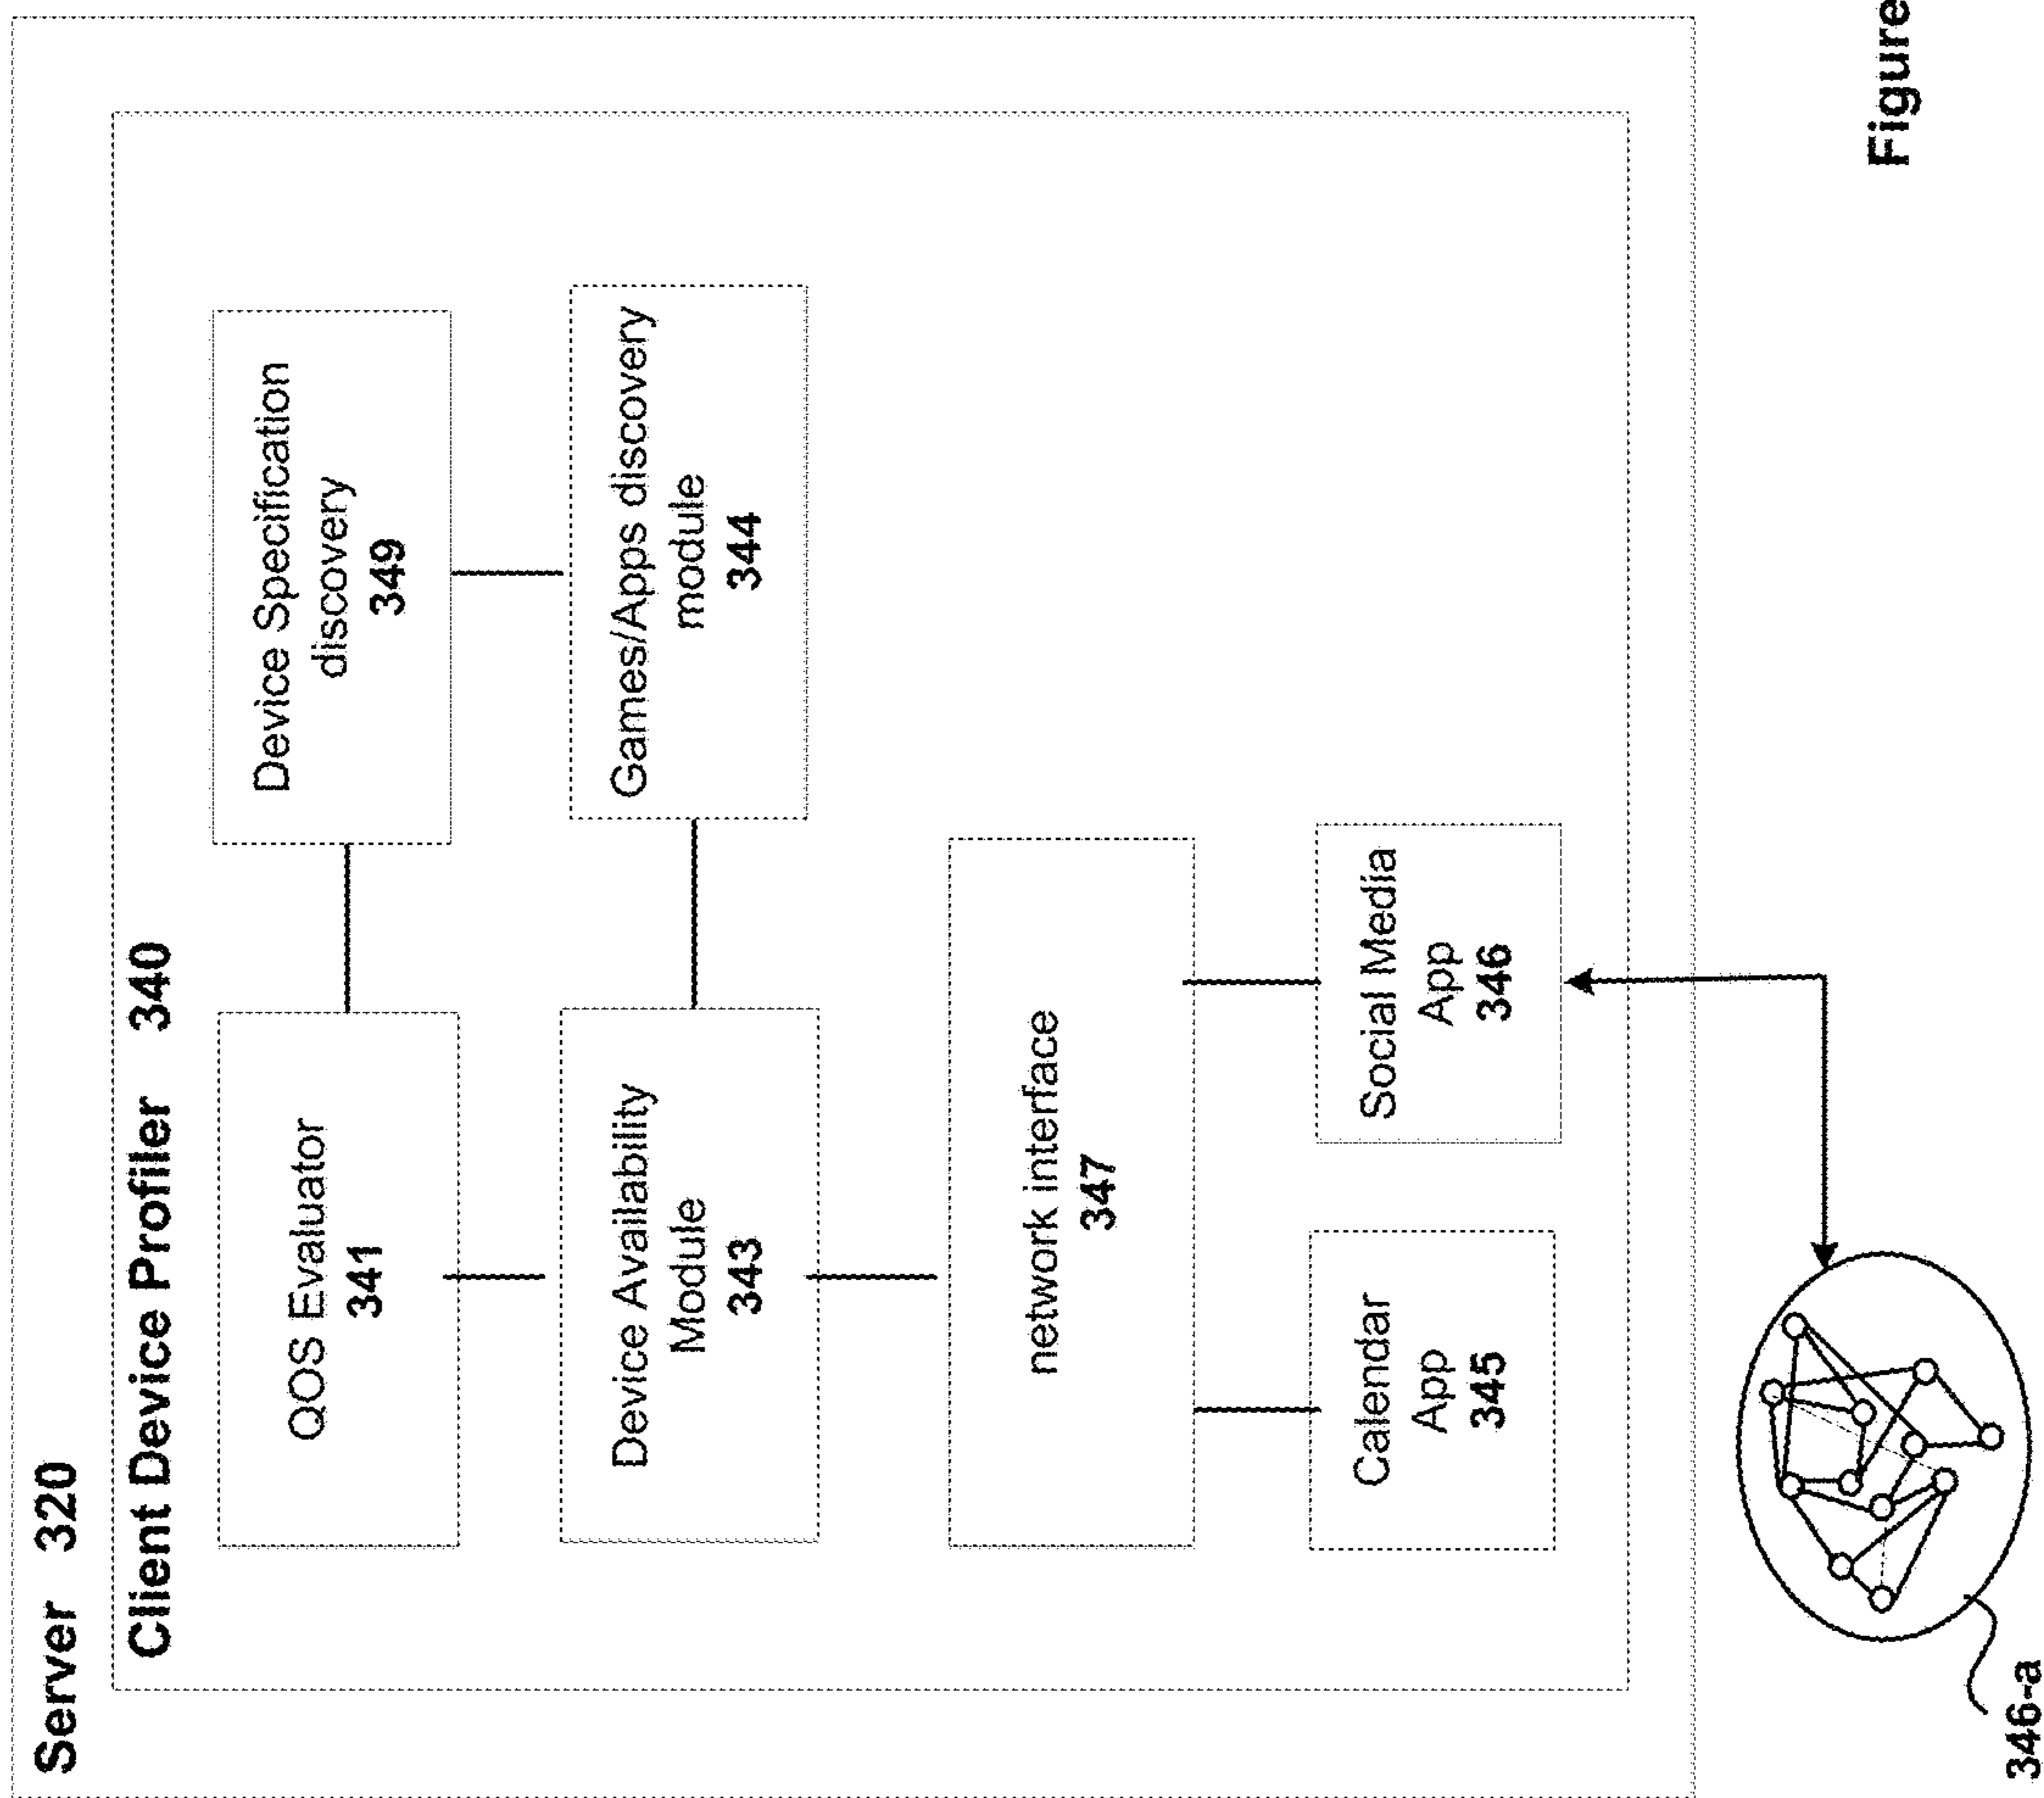 Server 320
Client Device Profiler 340
QOS Evaluator
341
Device Specification
discovery
349
Device Availability
Module
343
Games/Apps discovery
module
344
network interface
347
Calendar
App
345
Social Media
App
346
346-a
Figure